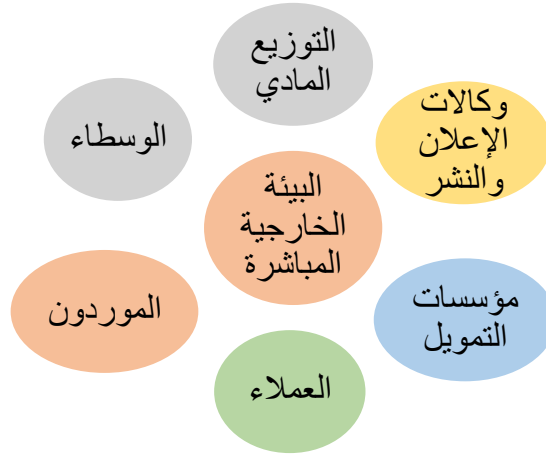 التوزيع
المادي
وكالات
الإعلان
والنشر
الوسطاء
البيئة
الخارجية
المباشرة
مؤسسات
التمويل
الموردون
العملاء